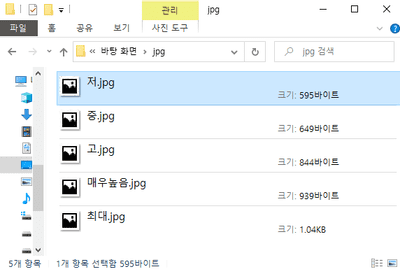 관리
jpg
파일
홈
공유
보기
사진 도구
« 바탕 화면 › jpg
jpg 검색
저.jpg
크기: 595바이트
중.jpg
크기: 649바이트
고.jpg
크기: 844바이트
매우높음.jpg
크기: 939바이트
최대.jpg
크기: 1.04KB
5개 항목
1개 항목 선택함 595바이트